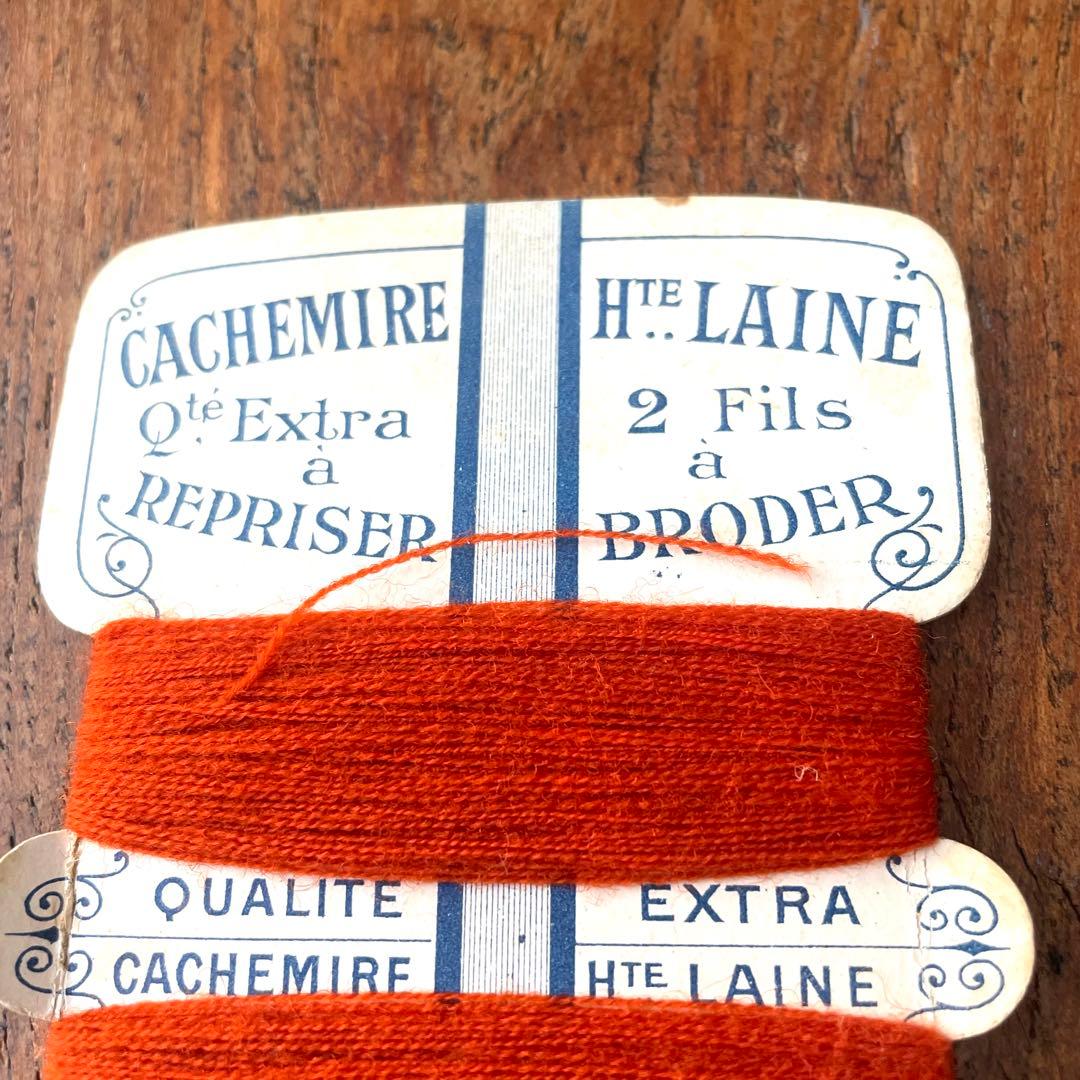 CACHEMIRE
Qté Extra
à
REPRISER
HTE LAINE
2 Fils
à
BRODER
QUALITE
EXTRA
CACHEMIRE
HTE LAINE